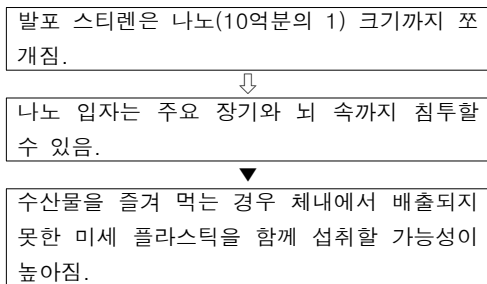 발포 스티렌은 나노(10억분의 1) 크기까지 쪼
개짐.
⇩
나노 입자는 주요 장기와 뇌 속까지 침투할
수 있음.
▼
수산물을 즐겨 먹는 경우 체내에서 배출되지
못한 미세 플라스틱을 함께 섭취할 가능성이
높아짐.